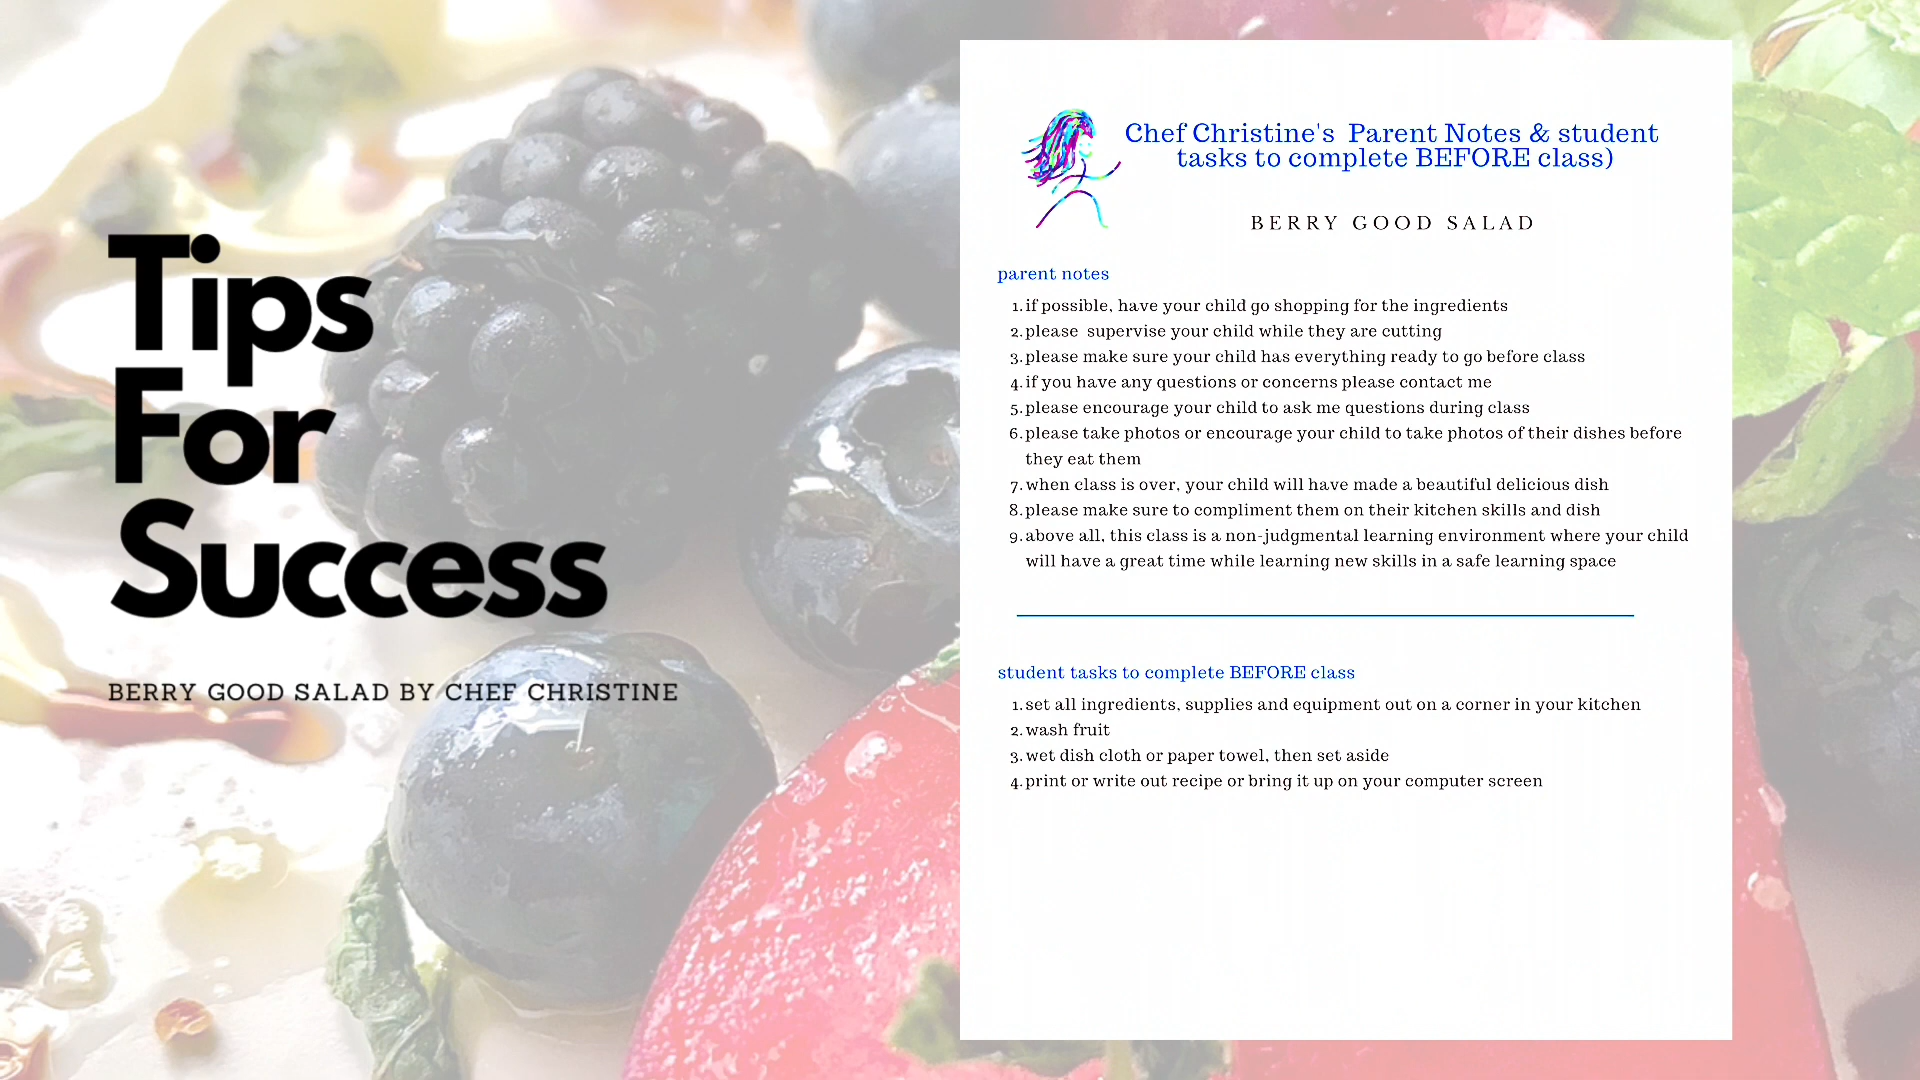 Tips
For
Success
BERRY GOOD SALAD BY CHEF CHRISTINE
Chef Christine's  Parent Notes & student
tasks to complete BEFORE class)
BERRY GOOD SALAD
parent notes
1. if possible, have your child go shopping for the ingredients
2. please  supervise your child while they are cutting
3. please make sure your child has everything ready to go before class
4. if you have any questions or concerns please contact me
5. please encourage your child to ask me questions during class
6. please take photos or encourage your child to take photos of their dishes before
they eat them
7. when class is over, your child will have made a beautiful delicious dish
8. please make sure to compliment them on their kitchen skills and dish
9. above all, this class is a non-judgmental learning environment where your child
will have a great time while learning new skills in a safe learning space
student tasks to complete BEFORE class
1. set all ingredients, supplies and equipment out on a corner in your kitchen
2. wash fruit
3. wet dish cloth or paper towel, then set aside
4. print or write out recipe or bring it up on your computer screen